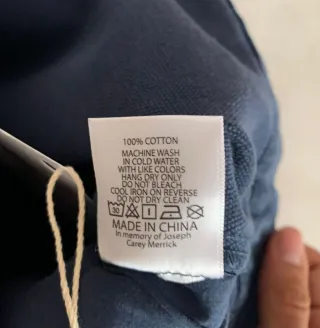 100% COTTON
MACHINE WASH
IN COLD WATER
WITH LIKE COLORS
HANG DRY ONLY
DO NOT BLEACH
COOL IRON ON REVERSE
DO NOT DRY CLEAN
30
MADE IN CHINA
In memory of Joseph
Carey Merrick